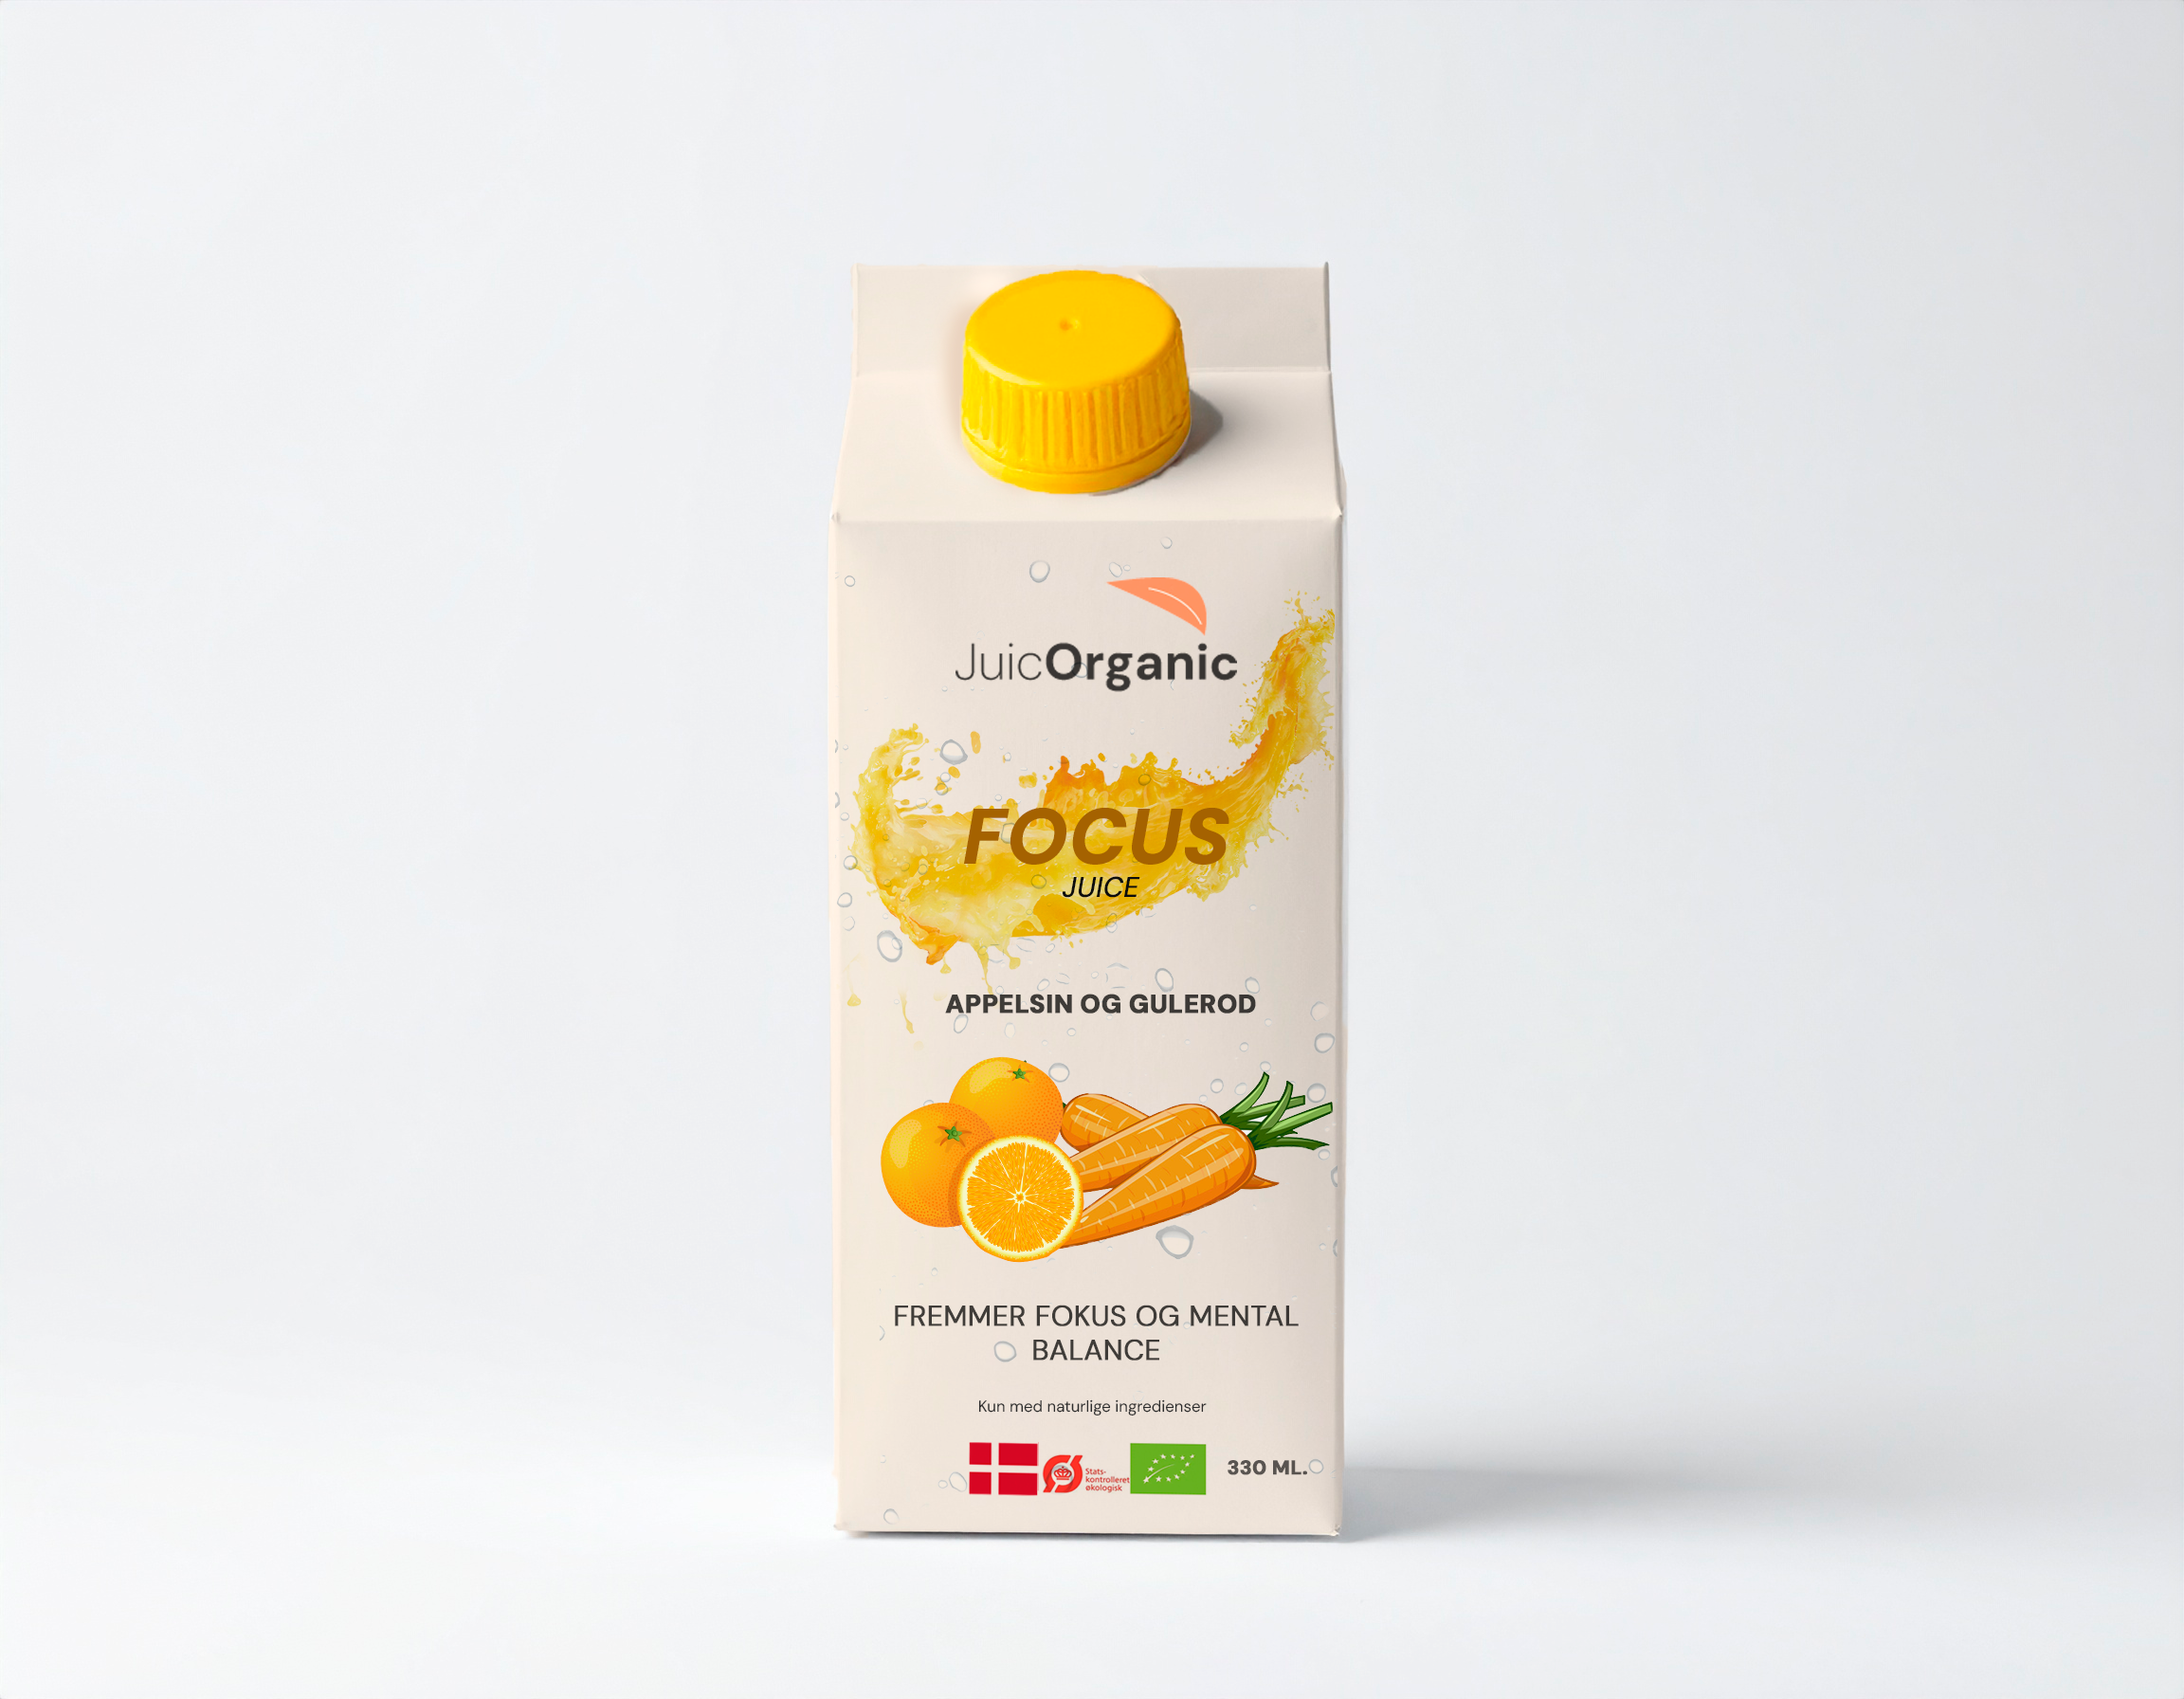 JuicOrganic
FOCUS
JUICE
APPELSIN OG GULEROD
FREMMER FOKUS OG MENTAL
BALANCE
Kun med naturlige ingredienser
Stats-
kontrolleret
økologisk
330 ML.